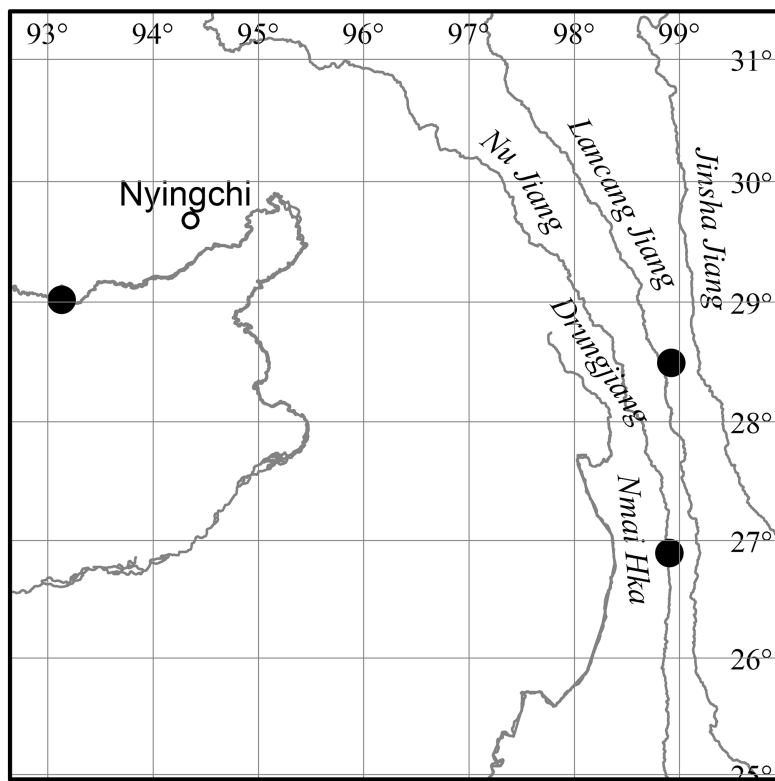 93° 94° 95° 96° 97° 98° 99°
31°
Nu Jiang
Lancang Jiang
Jinsha Jiang
30°
Nyingchi
29°
Drungjiang
28°
Nmai Hka
27°
26°
25°